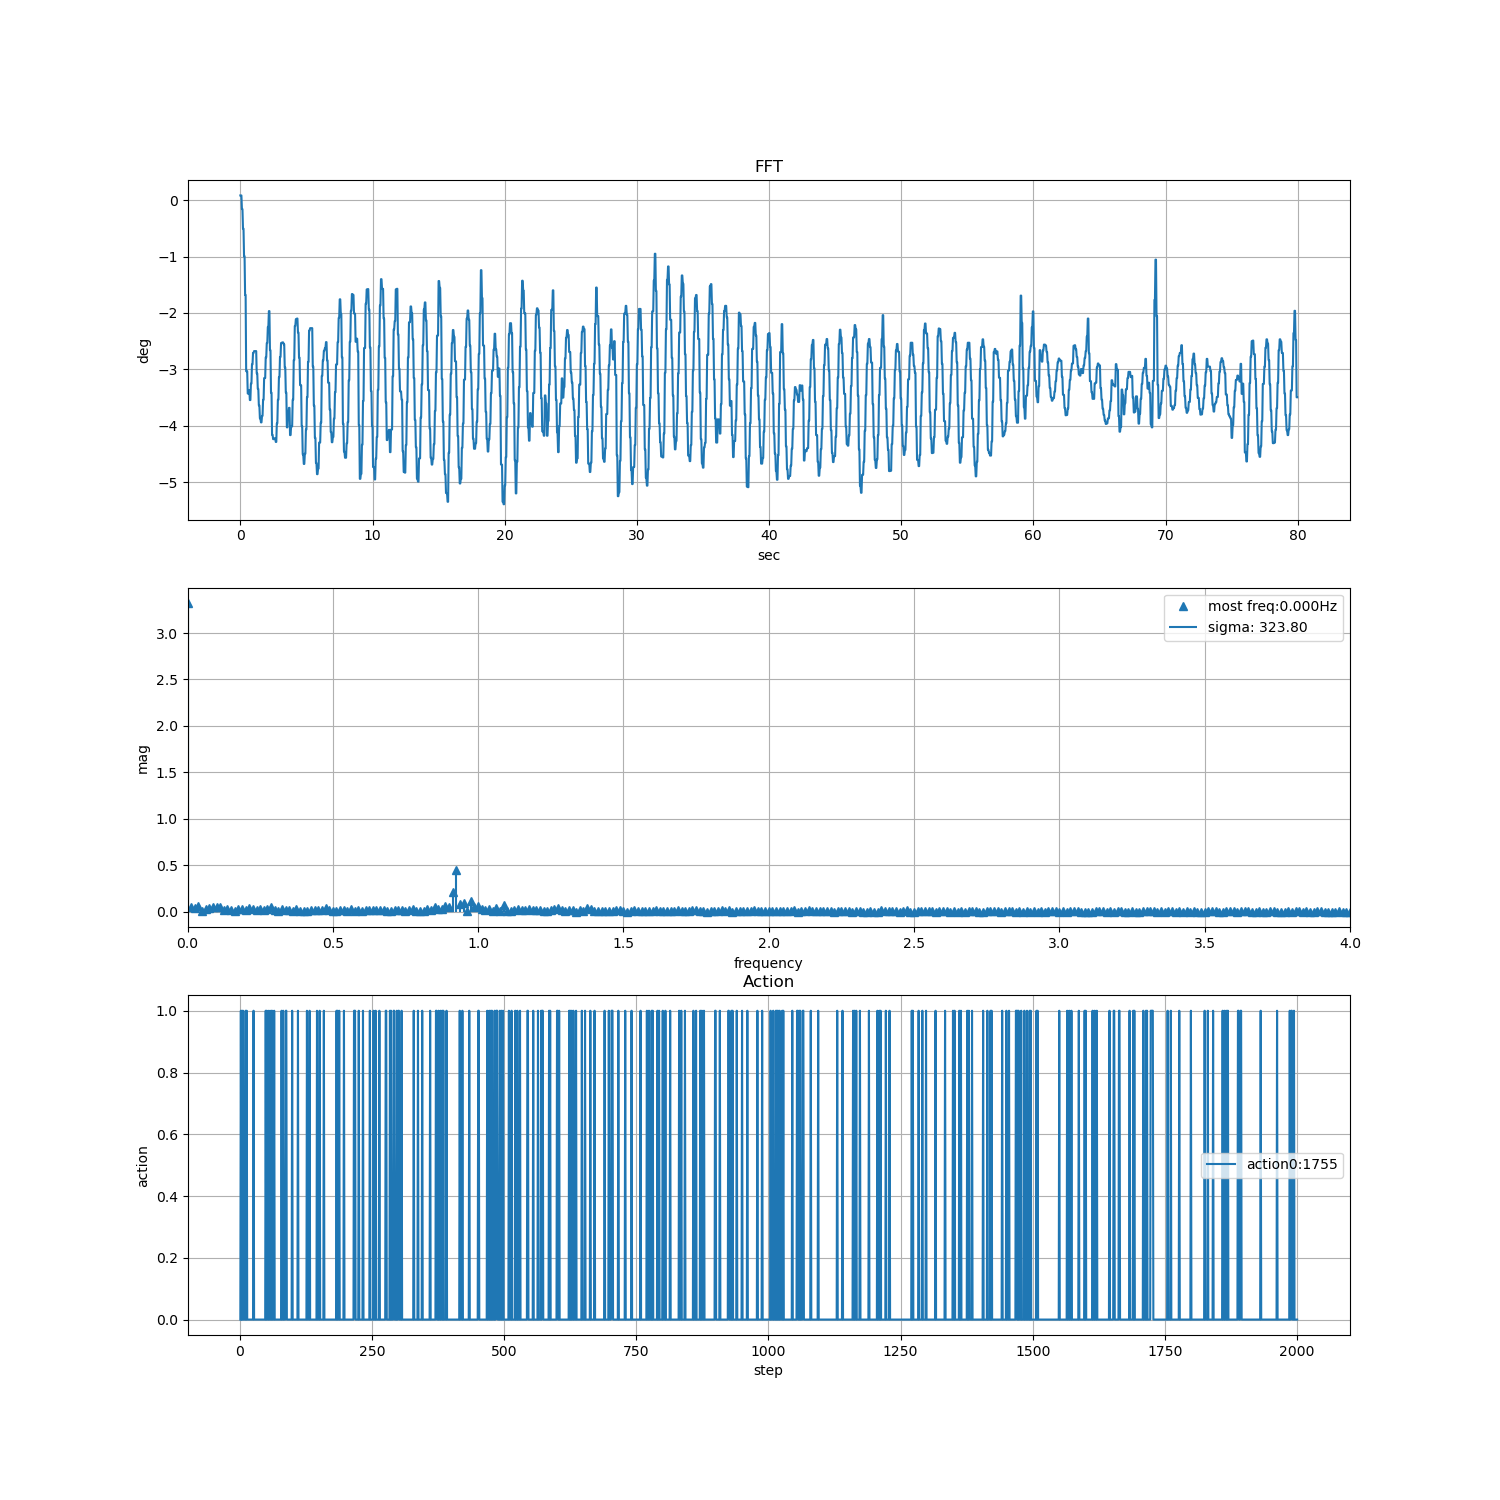 FFT
0
−1
−2
−3
−4
−5
deg
0 10 20 30 40 50 60 70 80
sec
most freq:0.000Hz
sigma: 323.80
3.0
2.5
2.0
1.5
1.0
0.5
0.0
mag
0.0 0.5 1.0 1.5 2.0 2.5 3.0 3.5 4.0
frequency
Action
1.0
0.8
0.6
0.4
0.2
0.0
action
action0:1755
0 250 500 750 1000 1250 1500 1750 2000
step